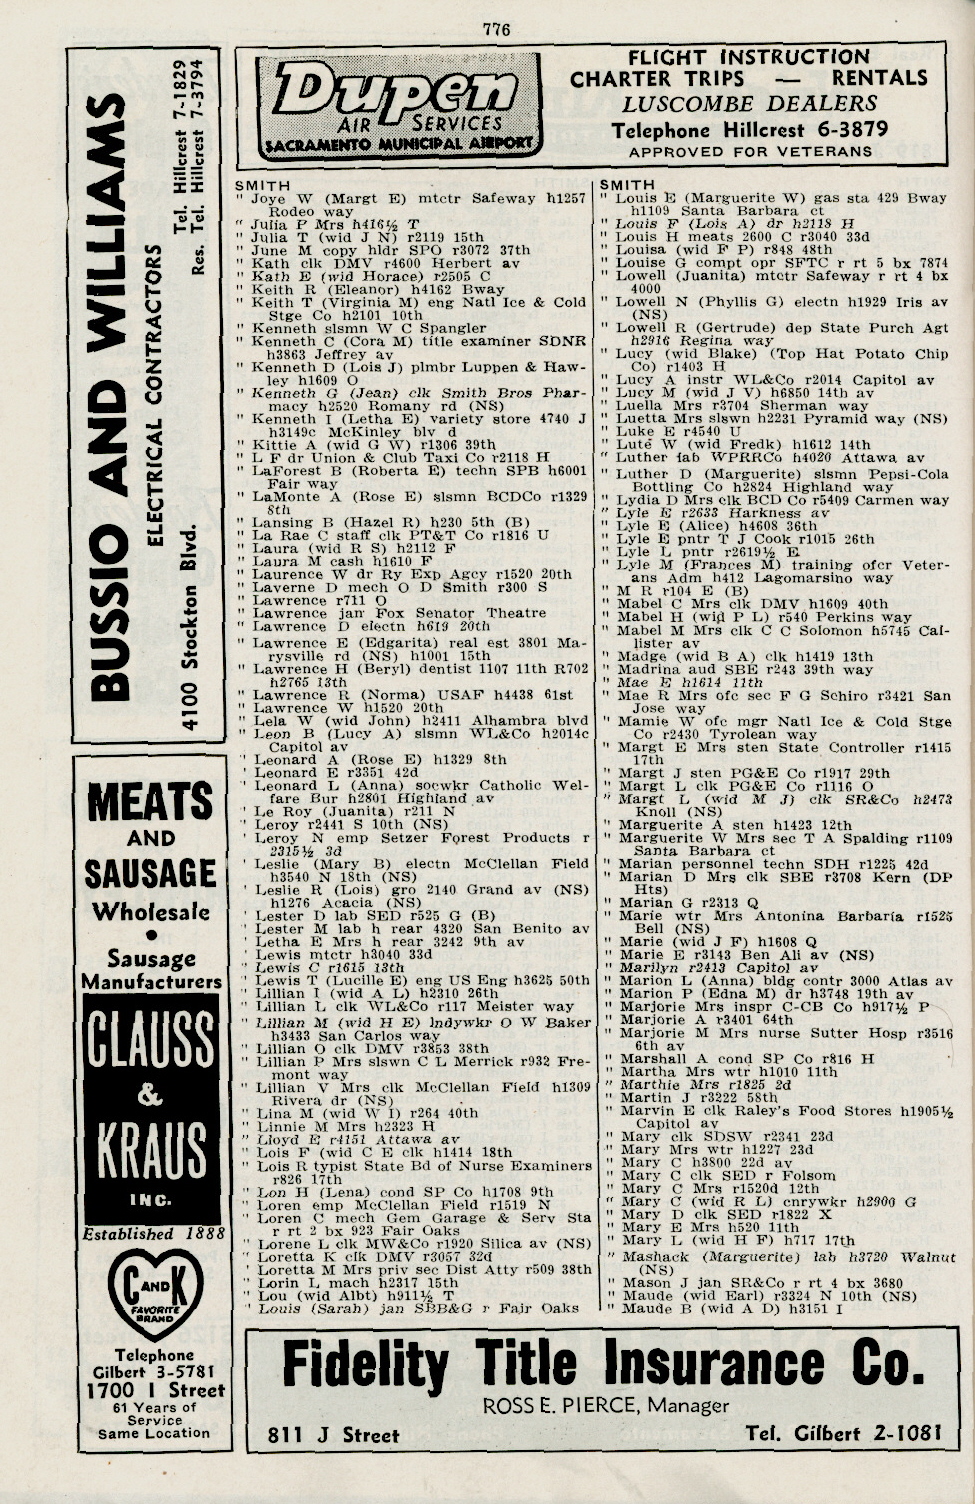 776
BUSSIO AND WILLIAMS
ELECTRICAL CONTRACTORS
4100 Stockton Blvd.
Tel. Hillcrest 7-1829
Res. Tel. Hillcrest 7-3794
Dupen
AIR SERVICES
SACRAMENTO MUNICIPAL AIRPORT
FLIGHT INSTRUCTION
CHARTER TRIPS — RENTALS
LUSCOMBE DEALERS
Telephone Hillcrest 6-3879
APPROVED FOR VETERANS
MEATS
AND
SAUSAGE
Wholesale
•
Sausage
Manufacturers
CLAUSS
&
KRAUS
INC.
Established 1888
C AND K
FAVORITE
BRAND
Telephone
Gilbert 3-5781
1700 I Street
61 Years of
Service
Same Location
SMITH
" Joye W (Margt E) mtctr Safeway h1257
Rodeo way
" Julia P Mrs h416½ T
" Julia T (wid J N) r2119 15th
" June M copy hldr SPO r3072 37th
" Kath clk DMV r4600 Herbert av
" Kath E (wid Horace) r2505 C
" Keith R (Eleanor) h4162 Bway
" Keith T (Virginia M) eng Natl Ice & Cold
Stge Co h2101 10th
" Kenneth slsmn W C Spangler
" Kenneth C (Cora M) title examiner SDNR
h3863 Jeffrey av
" Kenneth D (Lois J) plmbr Luppen & Haw-
ley h1609 O
" Kenneth G (Jean) clk Smith Bros Phar-
macy h2520 Romany rd (NS)
" Kenneth I (Letha E) variety store 4740 J
h3149c McKinley blv d
" Kittie A (wid G W) r1306 39th
" L F dr Union & Club Taxi Co r2118 H
" LaForest B (Roberta E) techn SPB h6001
Fair way
" LaMonte A (Rose E) slsmn BCDCo r1329
8th
" Lansing B (Hazel R) h230 5th (B)
" La Rae C staff clk PT&T Co r1816 U
" Laura (wid R S) h2112 F
" Laura M cash h1610 F
" Laurence W dr Ry Exp Agcy r1520 20th
" Laverne D mech O D Smith r300 S
" Lawrence r711 O
" Lawrence jan Fox Senator Theatre
" Lawrence D electn h619 20th
" Lawrence E (Edgarita) real est 3801 Ma-
rysville rd (NS) h1001 15th
" Lawrence H (Beryl) dentist 1107 11th R702
h2765 13th
" Lawrence R (Norma) USAF h4438 61st
" Lawrence W h1520 20th
" Lela W (wid John) h2411 Alhambra blvd
" Leon B (Lucy A) slsmn WL&Co h2014c
Capitol av
' Leonard A (Rose E) h1329 8th
' Leonard E r3351 42d
' Leonard L (Anna) socwkr Catholic Wel-
fare Bur h2801 Highland av
' Le Roy (Juanita) r211 N
' Leroy r2441 S 10th (NS)
' Leroy N emp Setzer Forest Products r
2315½ 3d
' Leslie (Mary B) electn McClellan Field
h3540 N 18th (NS)
' Leslie R (Lois) gro 2140 Grand av (NS)
h1276 Acacia (NS)
' Lester D lab SED r525 G (B)
' Lester M lab h rear 4320 San Benito av
' Letha E Mrs h rear 3242 9th av
' Lewis mtctr h3040 33d
' Lewis C r1615 13th
" Lewis T (Lucille E) eng US Eng h3625 50th
" Lillian I (wid A L) h2310 26th
" Lillian L clk WL&Co r117 Meister way
" Lillian M (wid H E) lndywkr O W Baker
h3433 San Carlos way
" Lillian O clk DMV r3853 38th
" Lillian P Mrs slswn C L Merrick r932 Fre-
mont way
" Lillian V Mrs clk McClellan Field h1309
Rivera dr (NS)
" Lina M (wid W I) r264 40th
" Linnie M Mrs h2323 H
" Lloyd E r4151 Attawa av
" Lois F (wid C E clk h1414 18th
" Lois R typist State Bd of Nurse Examiners
r826 17th
" Lon H (Lena) cond SP Co h1708 9th
" Loren emp McClellan Field r1519 N
" Loren C mech Gem Garage & Serv Sta
r rt 2 bx 923 Fair Oaks
" Lorene L clk MW&Co r1920 Silica av (NS)
" Loretta K clk DMV r3057 32d
' Loretta M Mrs priv sec Dist Atty r509 38th
' Lorin L mach h2317 15th
' Lou (wid Albt) h911½ T
' Louis (Sarah) jan SBB&G r Fair Oaks
SMITH
" Louis E (Marguerite W) gas sta 429 Bway
h1109 Santa Barbara ct
" Louis F (Lois A) dr h2118 H
" Louis H meats 2600 C r3040 33d
" Louisa (wid F P) r848 48th
" Louise G compt opr SFTC r rt 5 bx 7874
" Lowell (Juanita) mtctr Safeway r rt 4 bx
4000
" Lowell N (Phyllis G) electn h1929 Iris av
(NS)
" Lowell R (Gertrude) dep State Purch Agt
h2916 Regina way
" Lucy (wid Blake) (Top Hat Potato Chip
Co) r1403 H
" Lucy A instr WL&Co r2014 Capitol av
" Lucy M (wid J V) h6850 14th av
" Luella Mrs r3704 Sherman way
" Luetta Mrs slswn h2231 Pyramid way (NS)
" Luke E r4540 U
" Lute W (wid Fredk) h1612 14th
" Luther lab WPRRCo h4020 Attawa av
" Luther D (Marguerite) slsmn Pepsi-Cola
Bottling Co h2824 Highland way
" Lydia D Mrs clk BCD Co r5409 Carmen way
" Lyle E r2633 Harkness av
" Lyle E (Alice) h4608 36th
" Lyle E pntr T J Cook r1015 26th
" Lyle L pntr r2619½ E
" Lyle M (Frances M) training ofcr Veter-
ans Adm h412 Lagomarsino way
" M R r104 E (B)
" Mabel C Mrs clk DMV h1609 40th
" Mabel H (wid P L) r540 Perkins way
" Mabel M Mrs clk C C Solomon h5745 Cal-
lister av
" Madge (wid B A) clk h1419 13th
" Madrina aud SBE r243 39th way
" Mae E h1614 11th
" Mae R Mrs ofc sec F G Schiro r3421 San
Jose way
" Mamie W ofc mgr Natl Ice & Cold Stge
Co r2430 Tyrolean way
" Margt E Mrs sten State Controller r1415
17th
" Margt J sten PG&E Co r1917 29th
" Margt L clk PG&E Co r1116 O
" Margt L (wid M J) clk SR&Co h2473
Knoll (NS)
" Marguerite A sten h1423 12th
" Marguerite W Mrs sec T A Spalding r1109
Santa Barbara ct
" Marian personnel techn SDH r1225 42d
" Marian D Mrs clk SBE r3708 Kern (DP
Hts)
" Marian G r2313 Q
" Marie wtr Mrs Antonina Barbaria r1525
Bell (NS)
" Marie (wid J F) h1608 Q
" Marie E r3143 Ben Ali av (NS)
" Marilyn r2413 Capitol av
" Marion L (Anna) bldg contr 3000 Atlas av
" Marion P (Edna M) dr h3748 19th av
" Marjorie Mrs inspr C-CB Co h917½ P
" Marjorie A r3401 64th
" Marjorie M Mrs nurse Sutter Hosp r3516
6th av
" Marshall A cond SP Co r816 H
" Martha Mrs wtr h1010 11th
" Marthie Mrs r1825 2d
" Martin J r3222 58th
" Marvin E clk Raley's Food Stores h1905½
Capitol av
" Mary clk SDSW r2341 23d
" Mary Mrs wtr h1227 23d
" Mary C h3800 22d av
" Mary C clk SED r Folsom
" Mary C Mrs r1520d 12th
" Mary C (wid R L) cnrywkr h2900 G
" Mary D clk SED r1822 X
" Mary E Mrs h520 11th
" Mary L (wid H F) h717 17th
" Mashack (Marguerite) lab h3720 Walnut
(NS)
" Mason J jan SR&Co r rt 4 bx 3680
" Maude (wid Earl) r3324 N 10th (NS)
" Maude B (wid A D) h3151 I
Fidelity Title Insurance Co.
ROSS E. PIERCE, Manager
811 J Street
Tel. Gilbert 2-1081